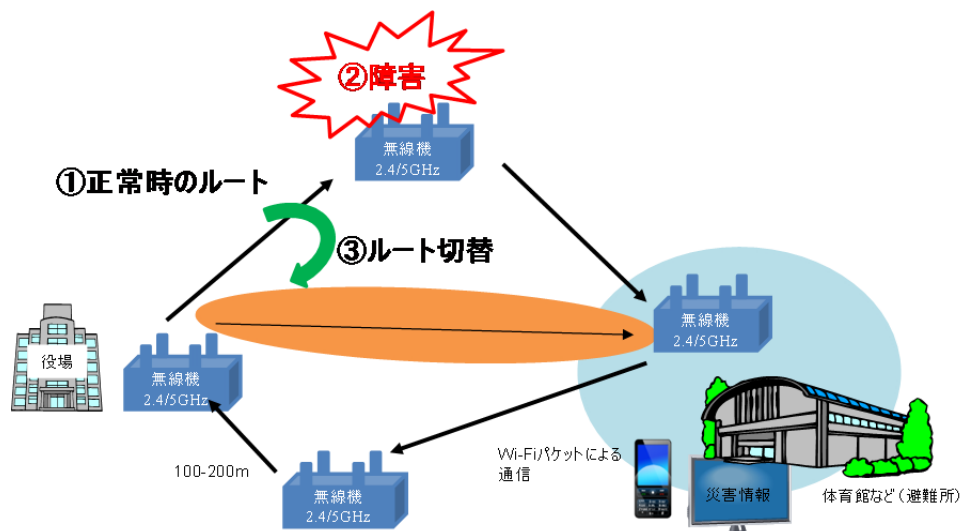 ②障害
無線機
2.4/5GHz
①正常時のルート
③ルート切替
無線機
2.4/5GHz
役場
無線機
2.4/5GHz
100-200m
無線機
2.4/5GHz
Wi-Fiパケットによる
通信
災害情報
体育館など(避難所)